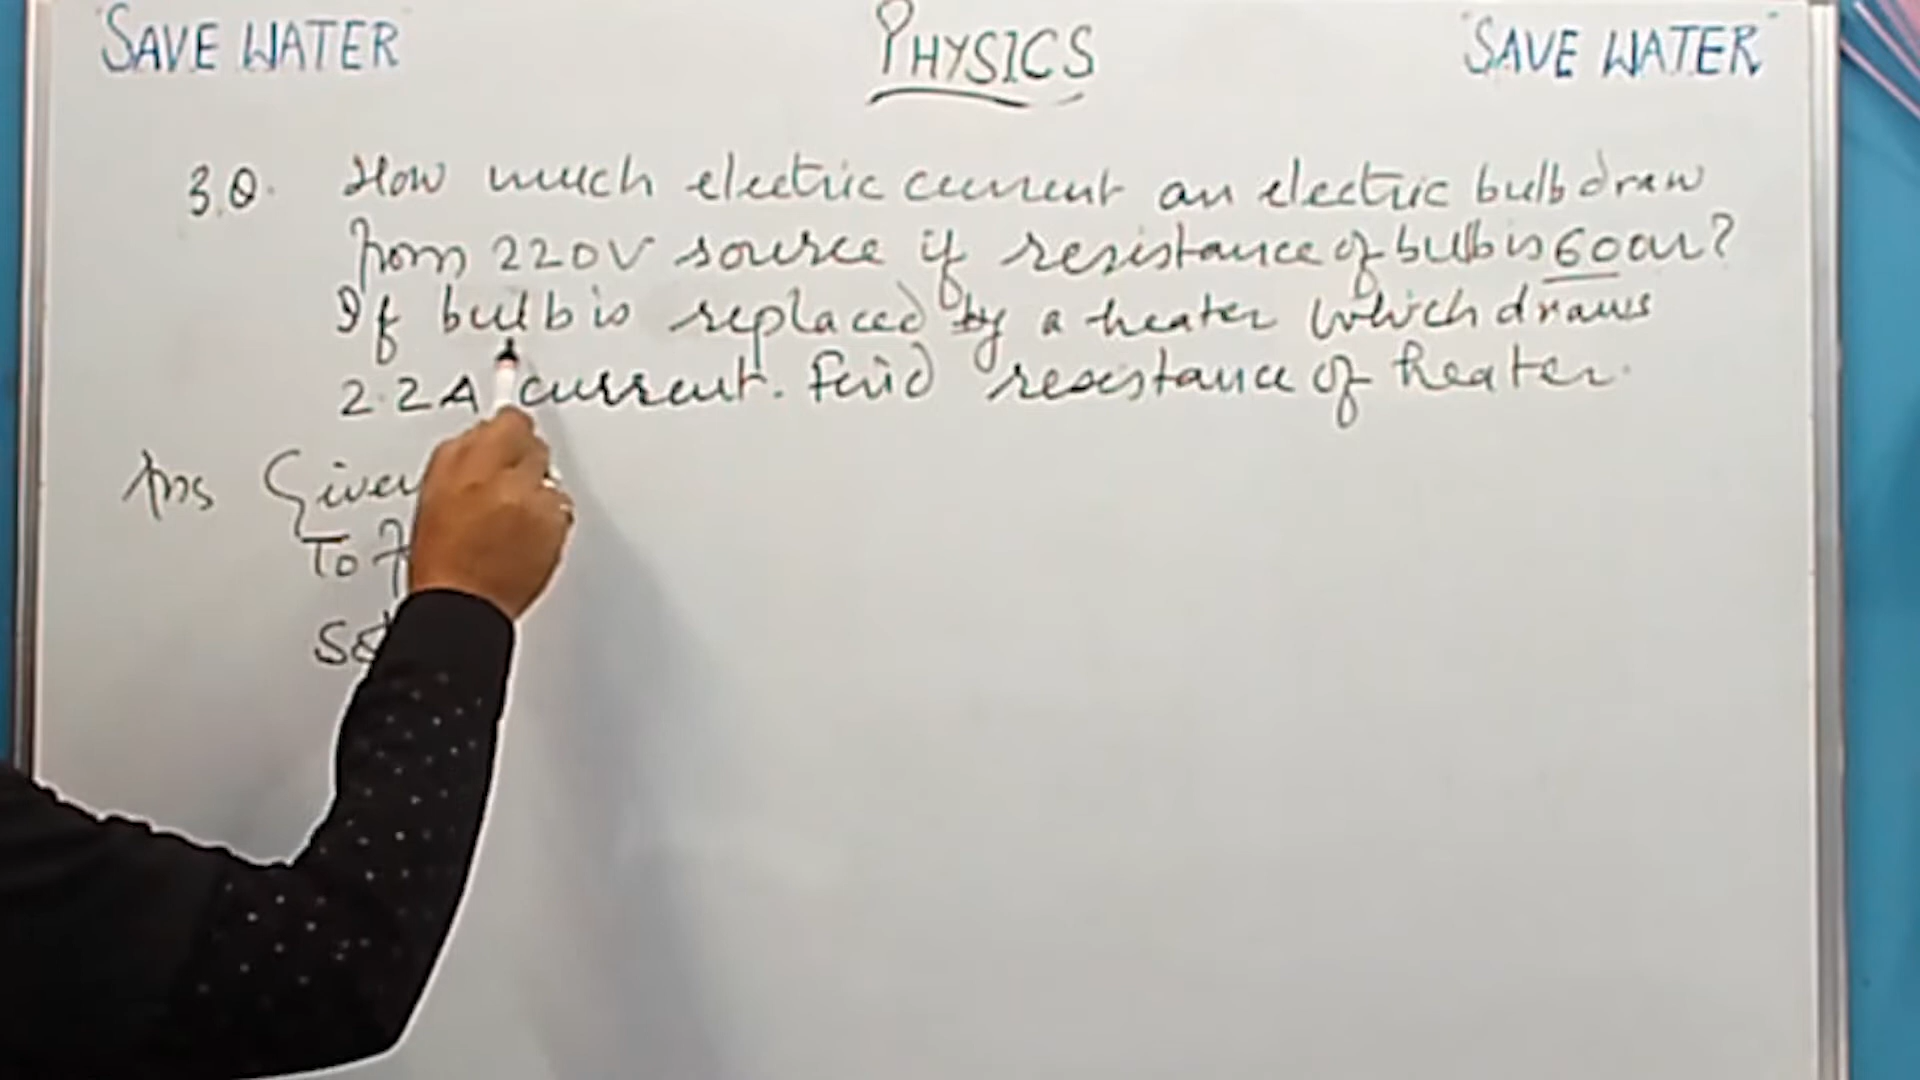 "SAVE WATER
PHYSICS
"SAVE WATER"
3.Q. How much electric current an electric bulb draw
from 220V source if resistance of bulb is 60Ω?
If bulb is replaced by a heater which draws
2.2A current. Find resistance of heater.
Ans Given
To